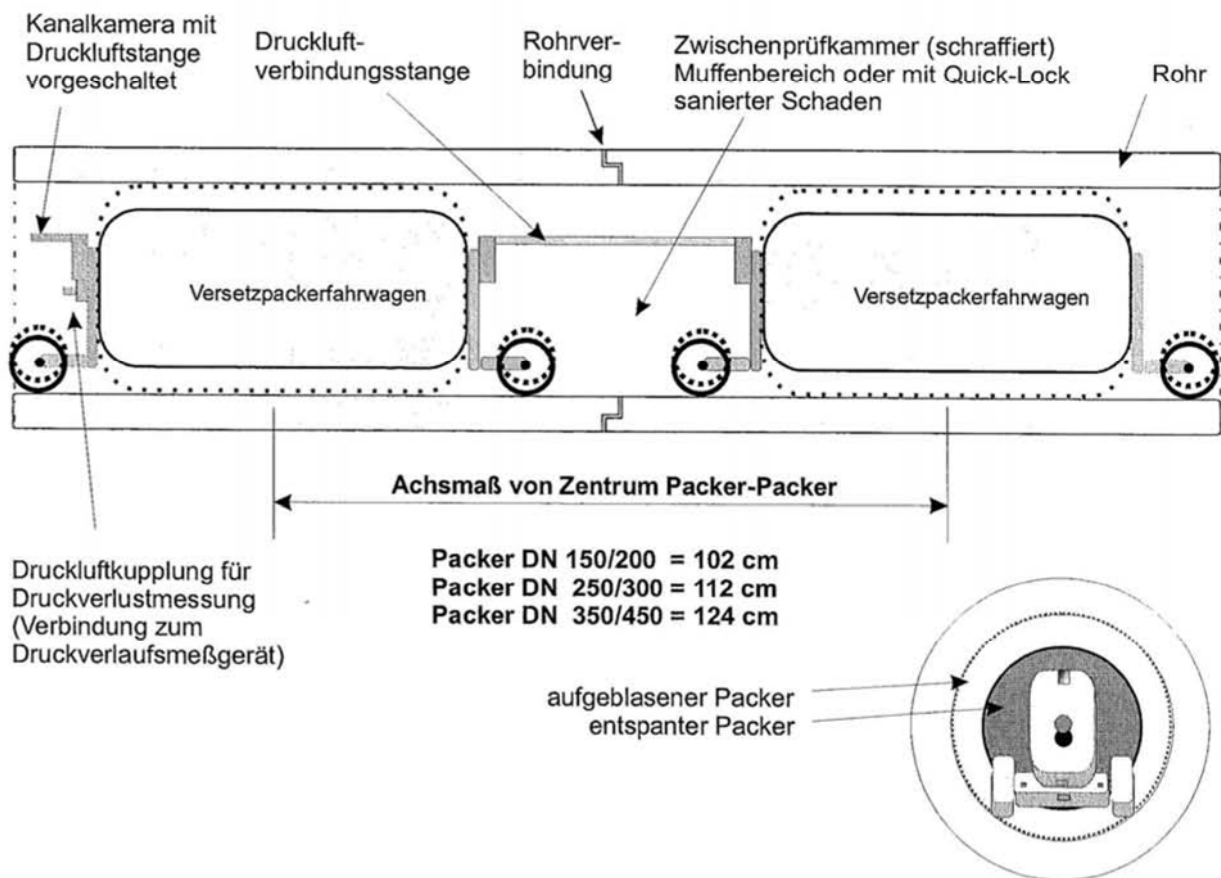 Kanalkamera mit
Druckluftstange
vorgeschaltet
Druckluft-
verbindungsstange
Rohrver-
bindung
Zwischenprüfkammer (schraffiert)
Muffenbereich oder mit Quick-Lock
sanierter Schaden
Rohr
Versetzpackerfahrwagen
Versetzpackerfahrwagen
Achsmaß von Zentrum Packer-Packer
Packer DN 150/200 = 102 cm
Packer DN 250/300 = 112 cm
Packer DN 350/450 = 124 cm
Druckluftkupplung für
Druckverlustmessung
(Verbindung zum
Druckverlaufsmeßgerät)
aufgeblasener Packer
entspanter Packer